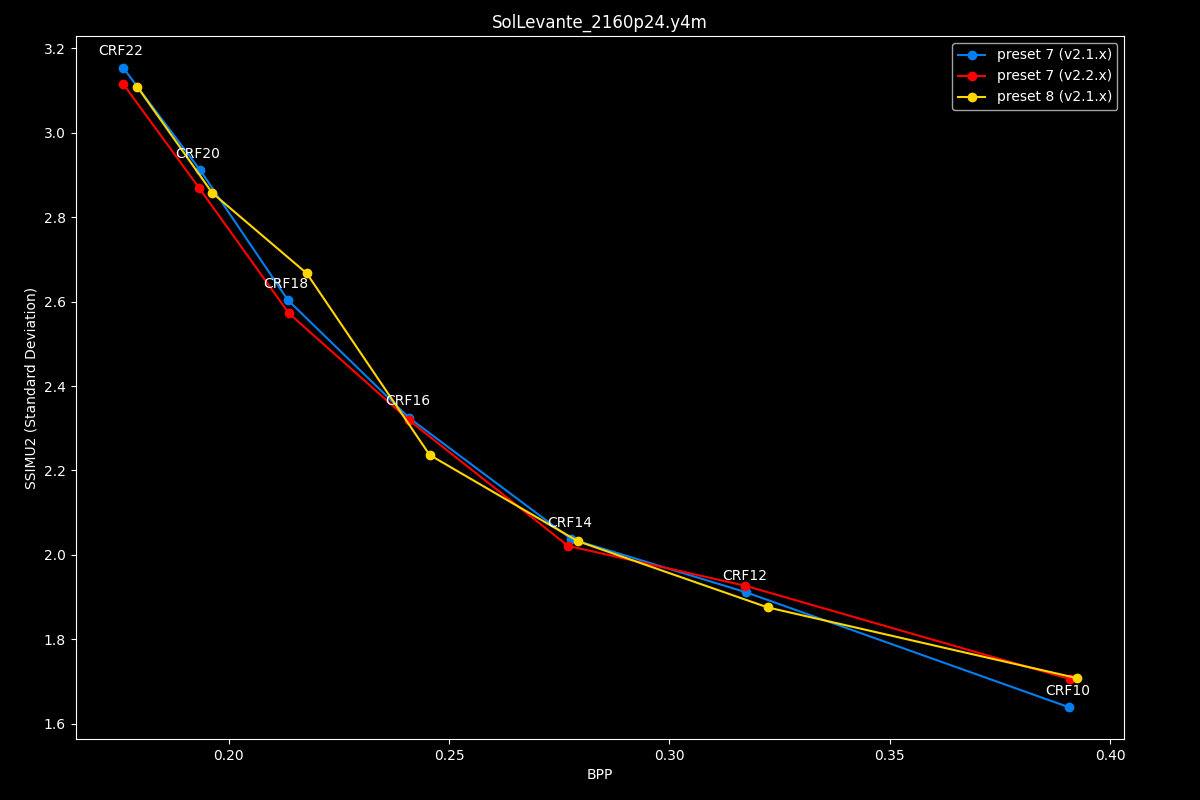 SolLevante_2160p24.y4m
preset 7 (v2.1.x)
preset 7 (v2.2.x)
preset 8 (v2.1.x)
CRF22
CRF20
CRF18
CRF16
CRF14
CRF12
CRF10
SSIMU2 (Standard Deviation)
3.2
3.0
2.8
2.6
2.4
2.2
2.0
1.8
1.6
0.20
0.25
0.30
0.35
0.40
BPP